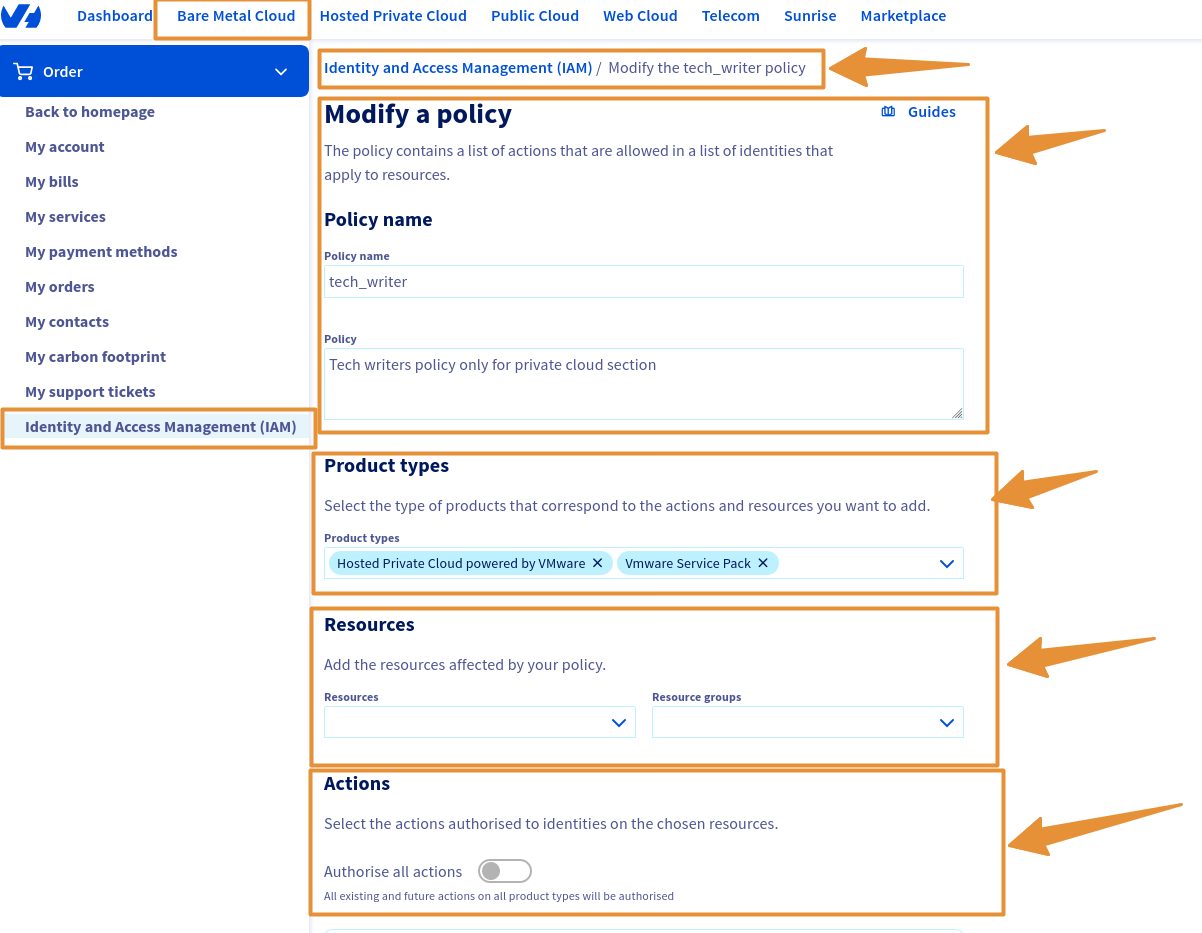 Dashboard Bare Metal Cloud Hosted Private Cloud Public Cloud Web Cloud Telecom Sunrise Marketplace
Order
Back to homepage
My account
My bills
My services
My payment methods
My orders
My contacts
My carbon footprint
My support tickets
Identity and Access Management (IAM)
Identity and Access Management (IAM) / Modify the tech_writer policy
Modify a policy
Guides
The policy contains a list of actions that are allowed in a list of identities that
apply to resources.
Policy name
Policy name
tech_writer
Policy
Tech writers policy only for private cloud section
Product types
Select the type of products that correspond to the actions and resources you want to add.
Product types
Hosted Private Cloud powered by VMware ✕ Vmware Service Pack ✕
Resources
Add the resources affected by your policy.
Resources Resource groups
Actions
Select the actions authorised to identities on the chosen resources.
Authorise all actions
All existing and future actions on all product types will be authorised